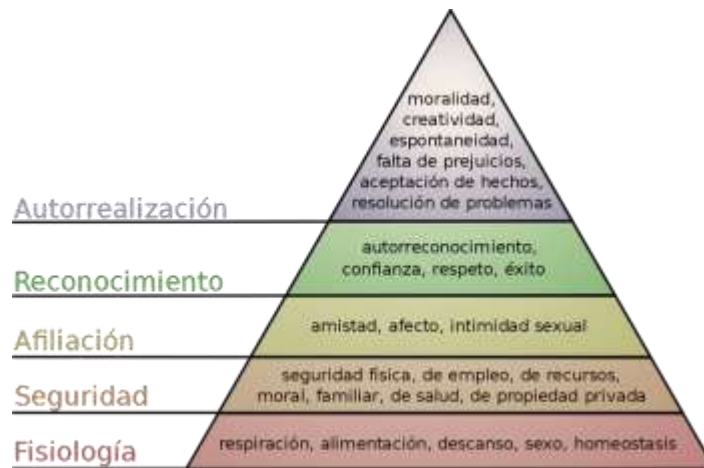 moralidad,
creatividad,
espontaneidad,
falta de prejuicios,
aceptación de hechos,
resolución de problemas
Autorrealización
autorreconocimiento,
confianza, respeto, éxito
Reconocimiento
amistad, afecto, intimidad sexual
Afiliación
seguridad física, de empleo, de recursos,
moral, familiar, de salud, de propiedad privada
Seguridad
respiración, alimentación, descanso, sexo, homeostasis
Fisiología